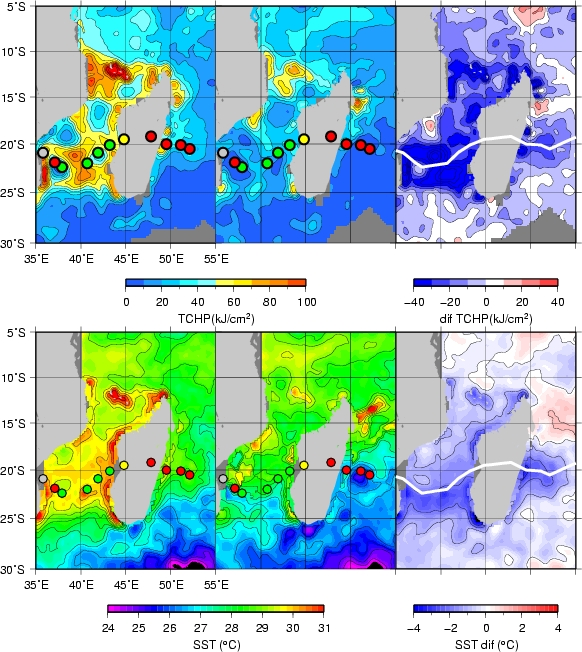 5˚S
10˚S
15˚S
20˚S
25˚S
30˚S
35˚E 40˚E 45˚E 50˚E 55˚E
0 20 40 60 80 100
TCHP(kJ/cm²)
−40 −20 0 20 40
dif TCHP(kJ/cm²)
5˚S
10˚S
15˚S
20˚S
25˚S
30˚S
35˚E 40˚E 45˚E 50˚E 55˚E
24 25 26 27 28 29 30 31
SST (ºC)
−4 −2 0 2 4
SST dif (ºC)